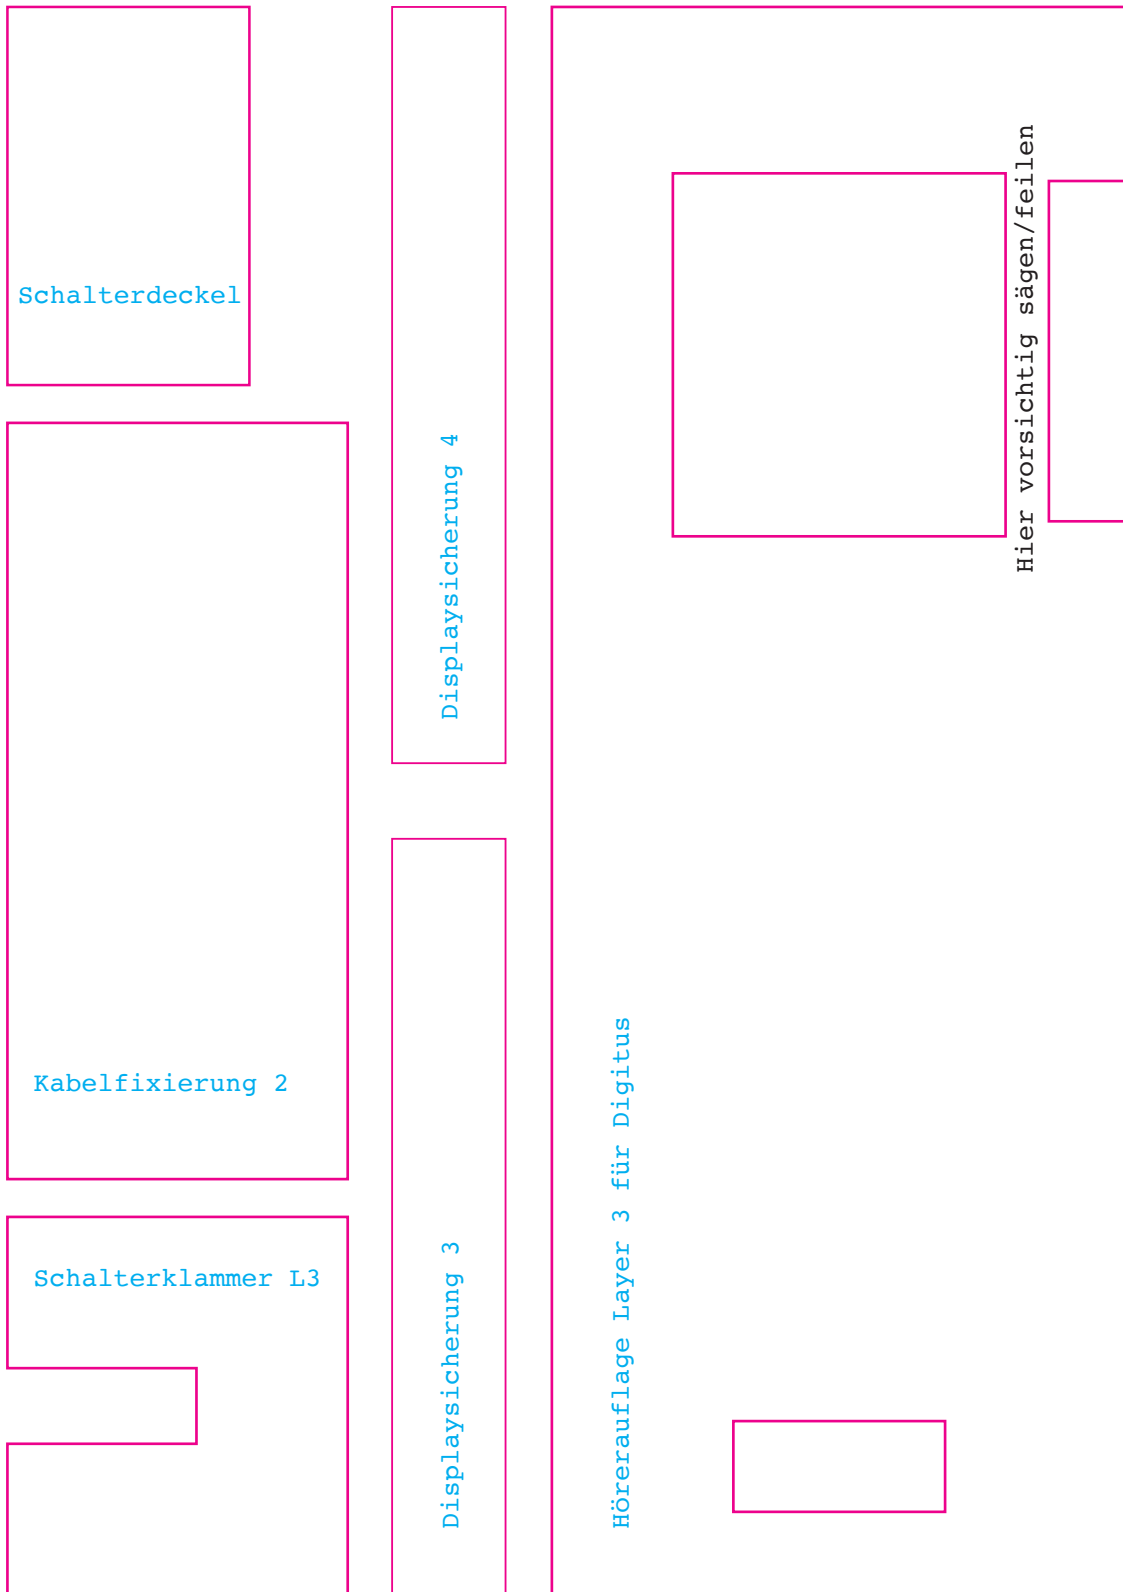 Schalterdeckel
Kabelfixierung 2
Schalterklammer L3
Displaysicherung 4
Displaysicherung 3
Hörerauflage Layer 3 für Digitus
Hier vorsichtig sägen/feilen